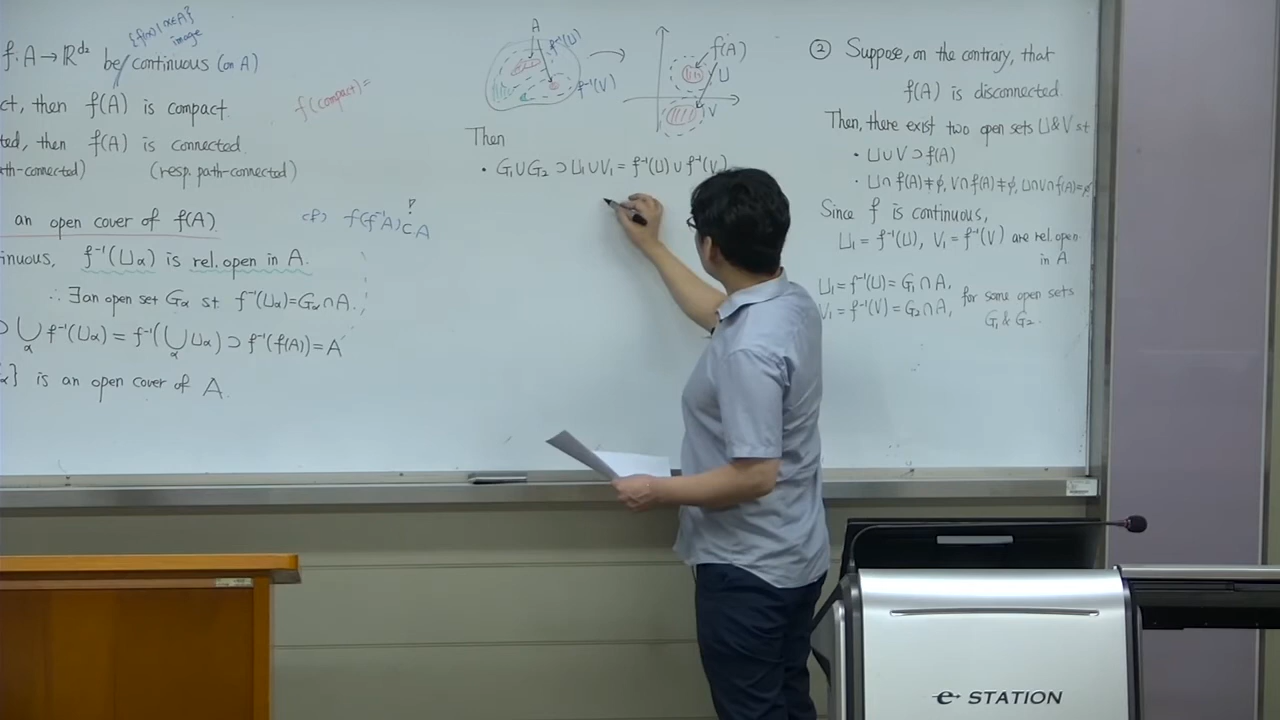 {f(x) | x∈A}
image
f: A → ℝ^{d₂} be continuous (on A)
ct, then f(A) is compact.
f(compact)=
ted, then f(A) is connected.
th-connected) (resp. path-connected)
an open cover of f(A).
cf) f(f⁻¹A) ⊂ A
!
nuous, f⁻¹(Uα) is rel. open in A.
∴ ∃ an open set Gα st f⁻¹(Uα) = Gα ∩ A.
⊃ ⋃_α f⁻¹(Uα) = f⁻¹(⋃_α Uα) ⊃ f⁻¹(f(A)) = A
α} is an open cover of A.
A
f⁻¹(U)
f⁻¹(V)
f(A)
U
V
Then
• G₁∪G₂ ⊃ U₁∪V₁ = f⁻¹(U) ∪ f⁻¹(V)
② Suppose, on the contrary, that
f(A) is disconnected.
Then, there exist two open sets U & V st
• U∪V ⊃ f(A)
• U∩f(A)≠∅, V∩f(A)≠∅, U∩V∩f(A)=∅
Since f is continuous,
U₁ = f⁻¹(U), V₁ = f⁻¹(V) are rel. open
in A
U₁ = f⁻¹(U) = G₁ ∩ A,
V₁ = f⁻¹(V) = G₂ ∩ A,
for some open sets
G₁ & G₂.
e STATION